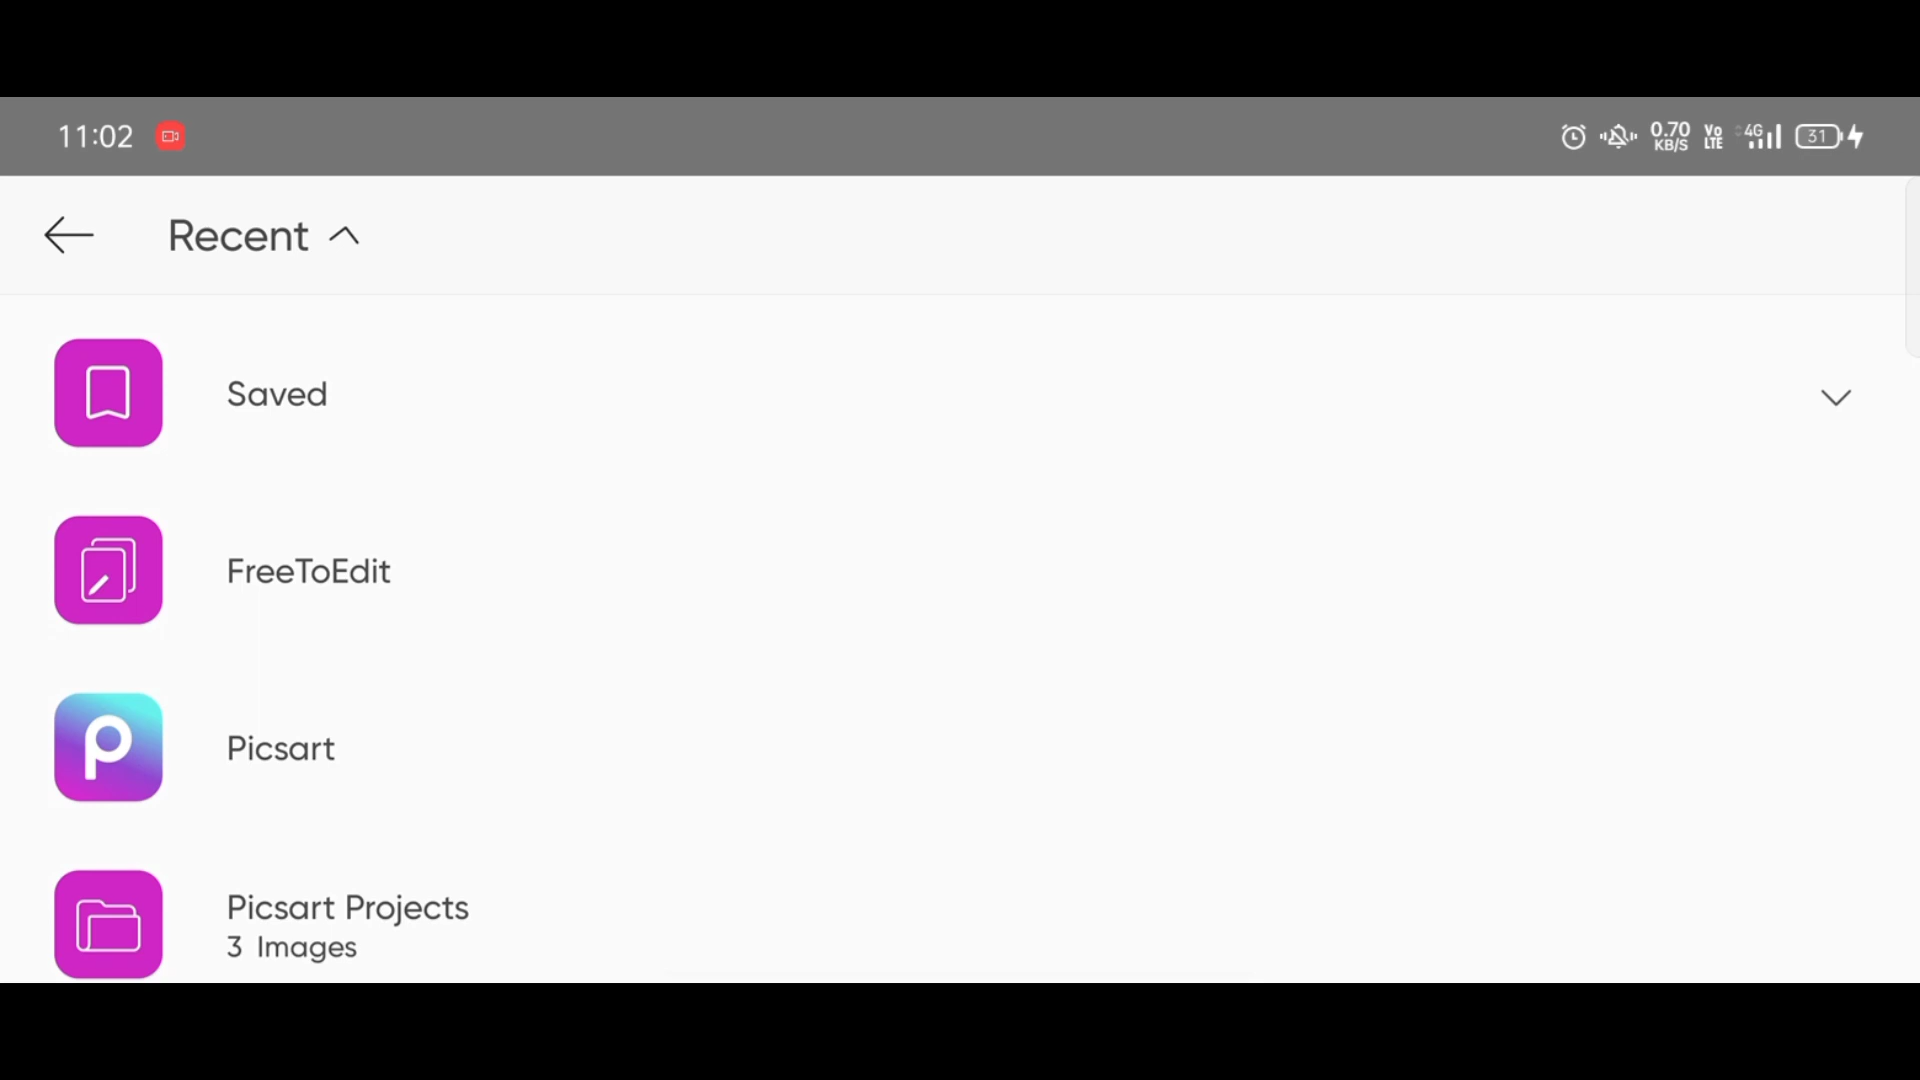 11:02
0.70
KB/S
Vo
LTE
4G
31
Recent
Saved
FreeToEdit
Picsart
Picsart Projects
3 Images